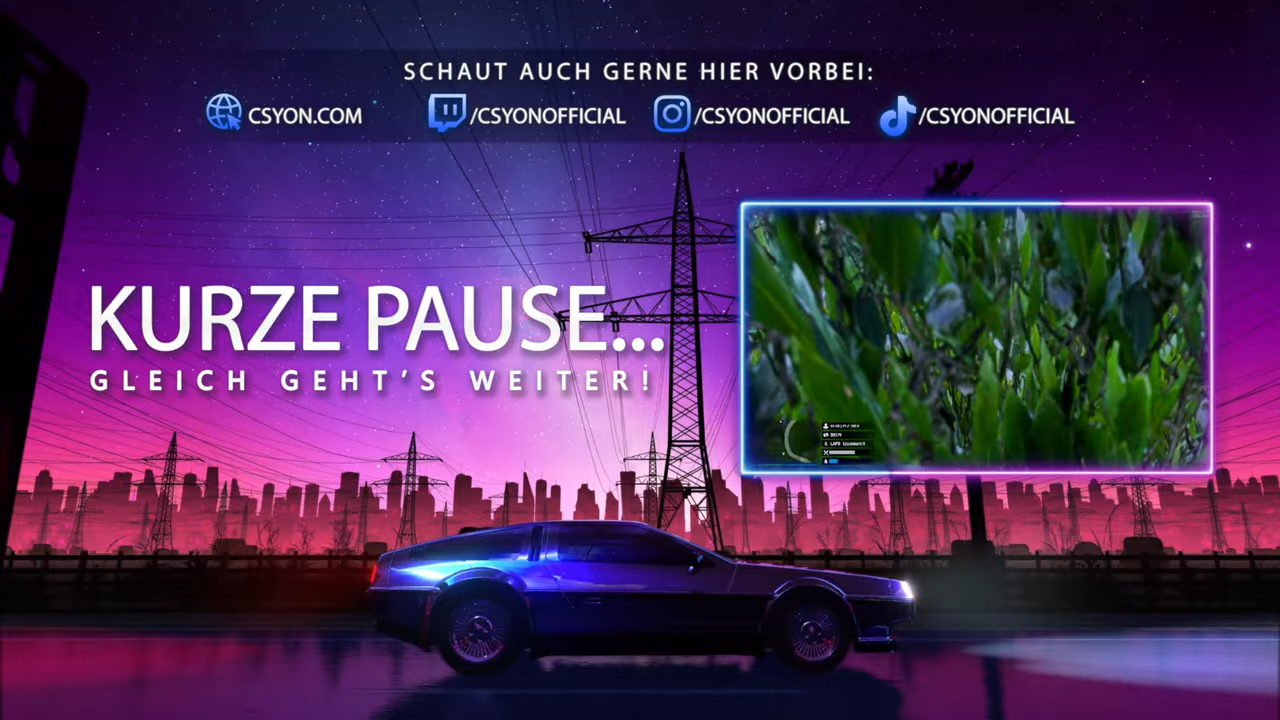 SCHAUT AUCH GERNE HIER VORBEI:
CSYON.COM /CSYONOFFICIAL /CSYONOFFICIAL /CSYONOFFICIAL
KURZE PAUSE...
GLEICH GEHT'S WEITER!